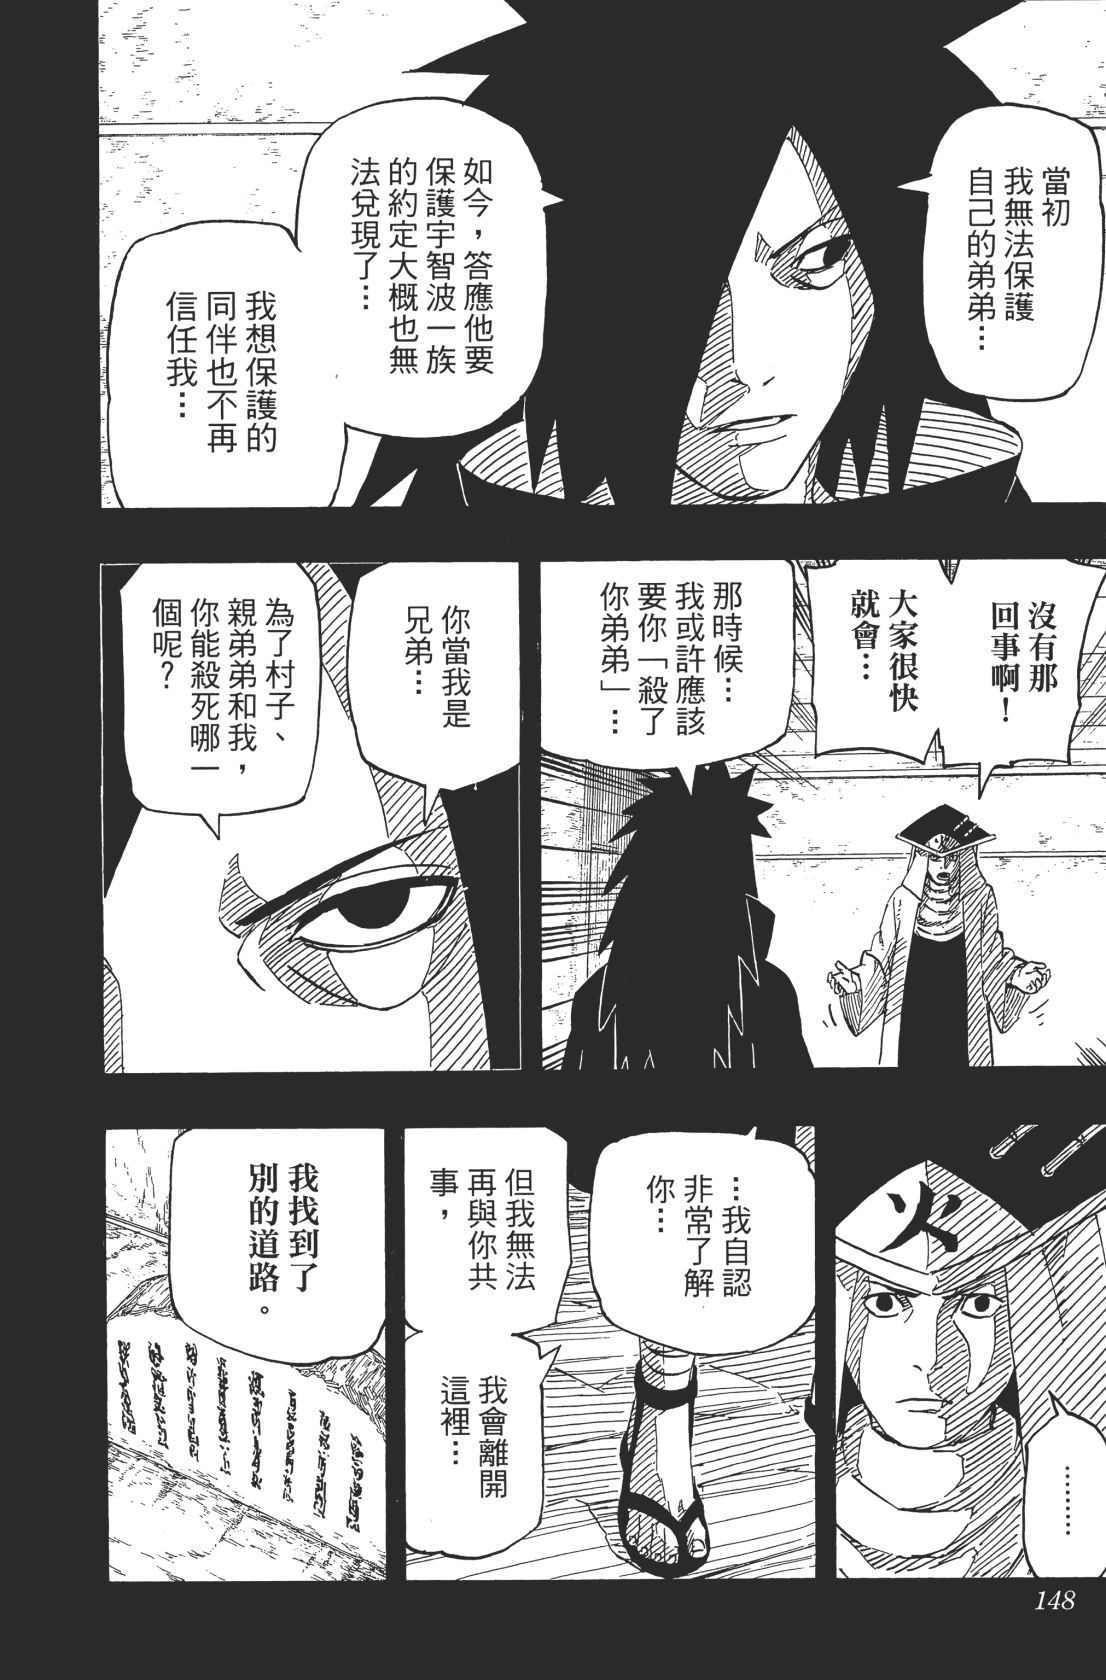 當初
我無法保護
自己的弟弟…
如今，答應他要
保護宇智波一族
的約定大概也無
法兌現了…
我想保護的
同伴也不再
信任我…
沒有那
回事啊！
大家很快
就會…
那時候…
我或許應該
要你「殺了
你弟弟」…
你當我是
兄弟…
為了村子、
親弟弟和我，
你能殺死哪一
個呢？
………
火
…我自認
非常了解
你…
但我無法
再與你共
事，
我會離開
這裡…
我找到了
別的道路。
148